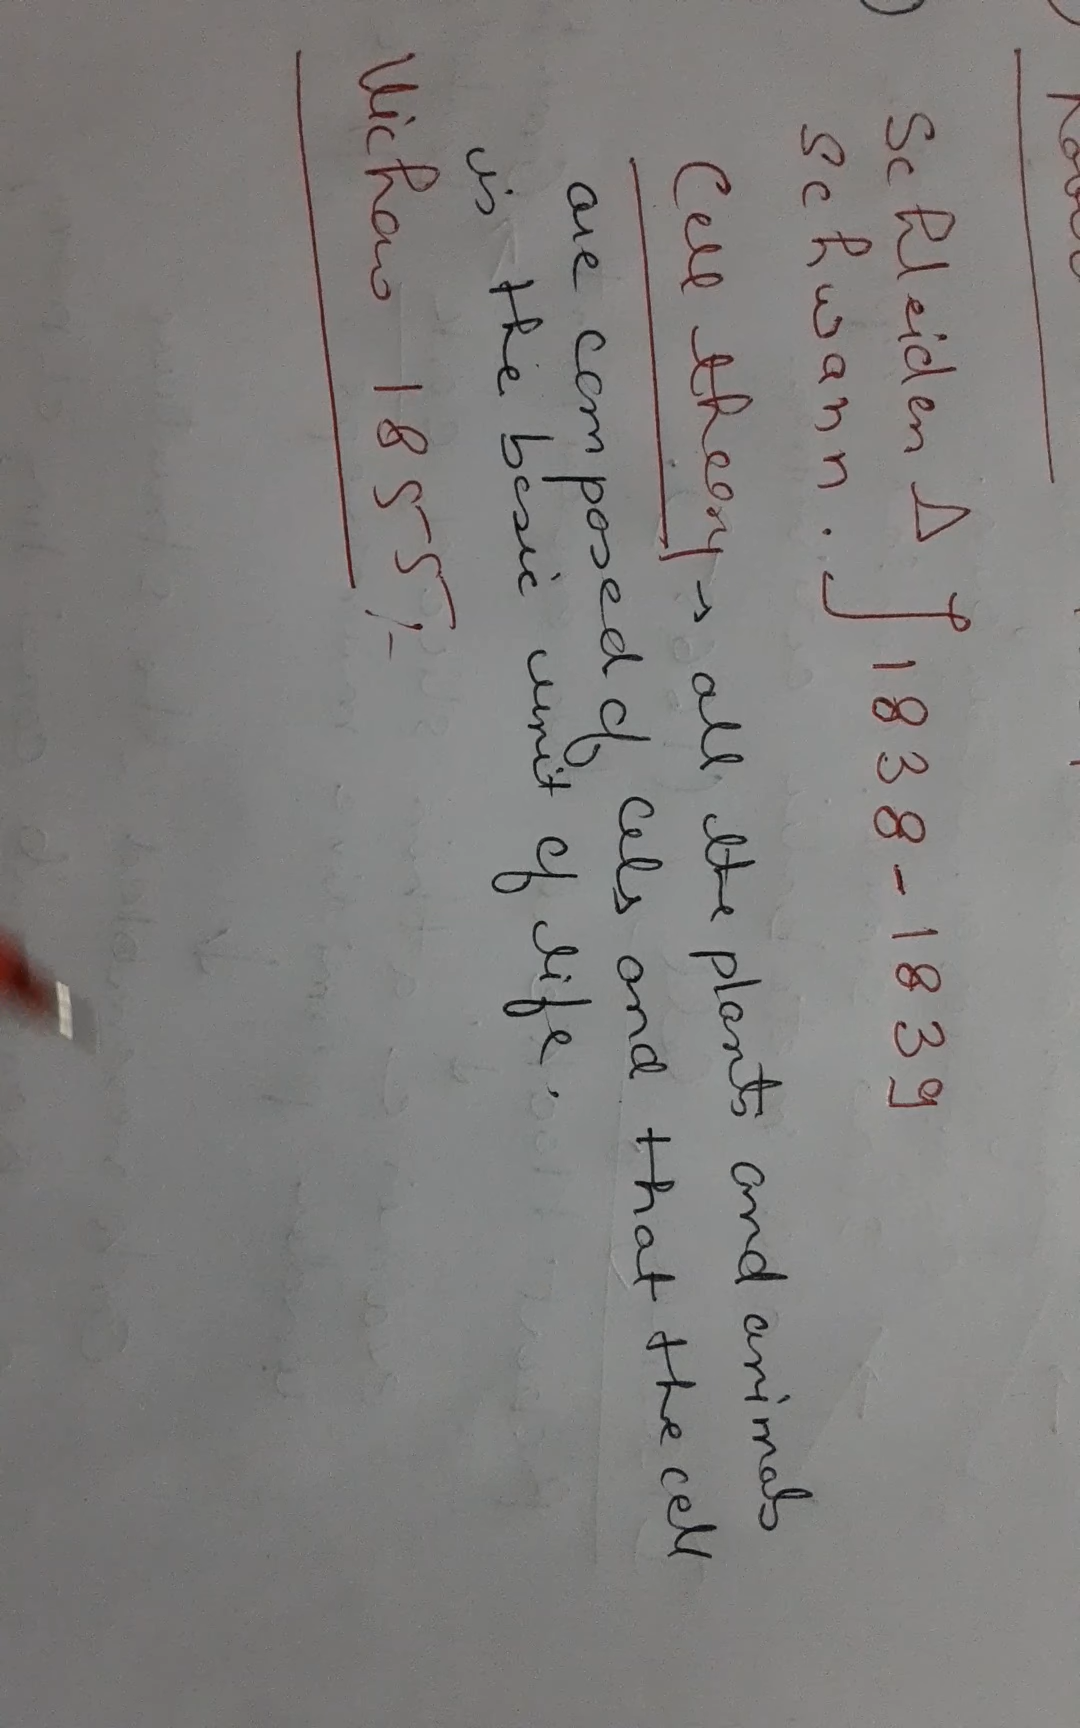 Schleiden &
Schwann. } 1838-1839
Cell theory → all the plants and animals
are composed of cells and that the cell
is the basic unit of life.
Vichow 1855:-